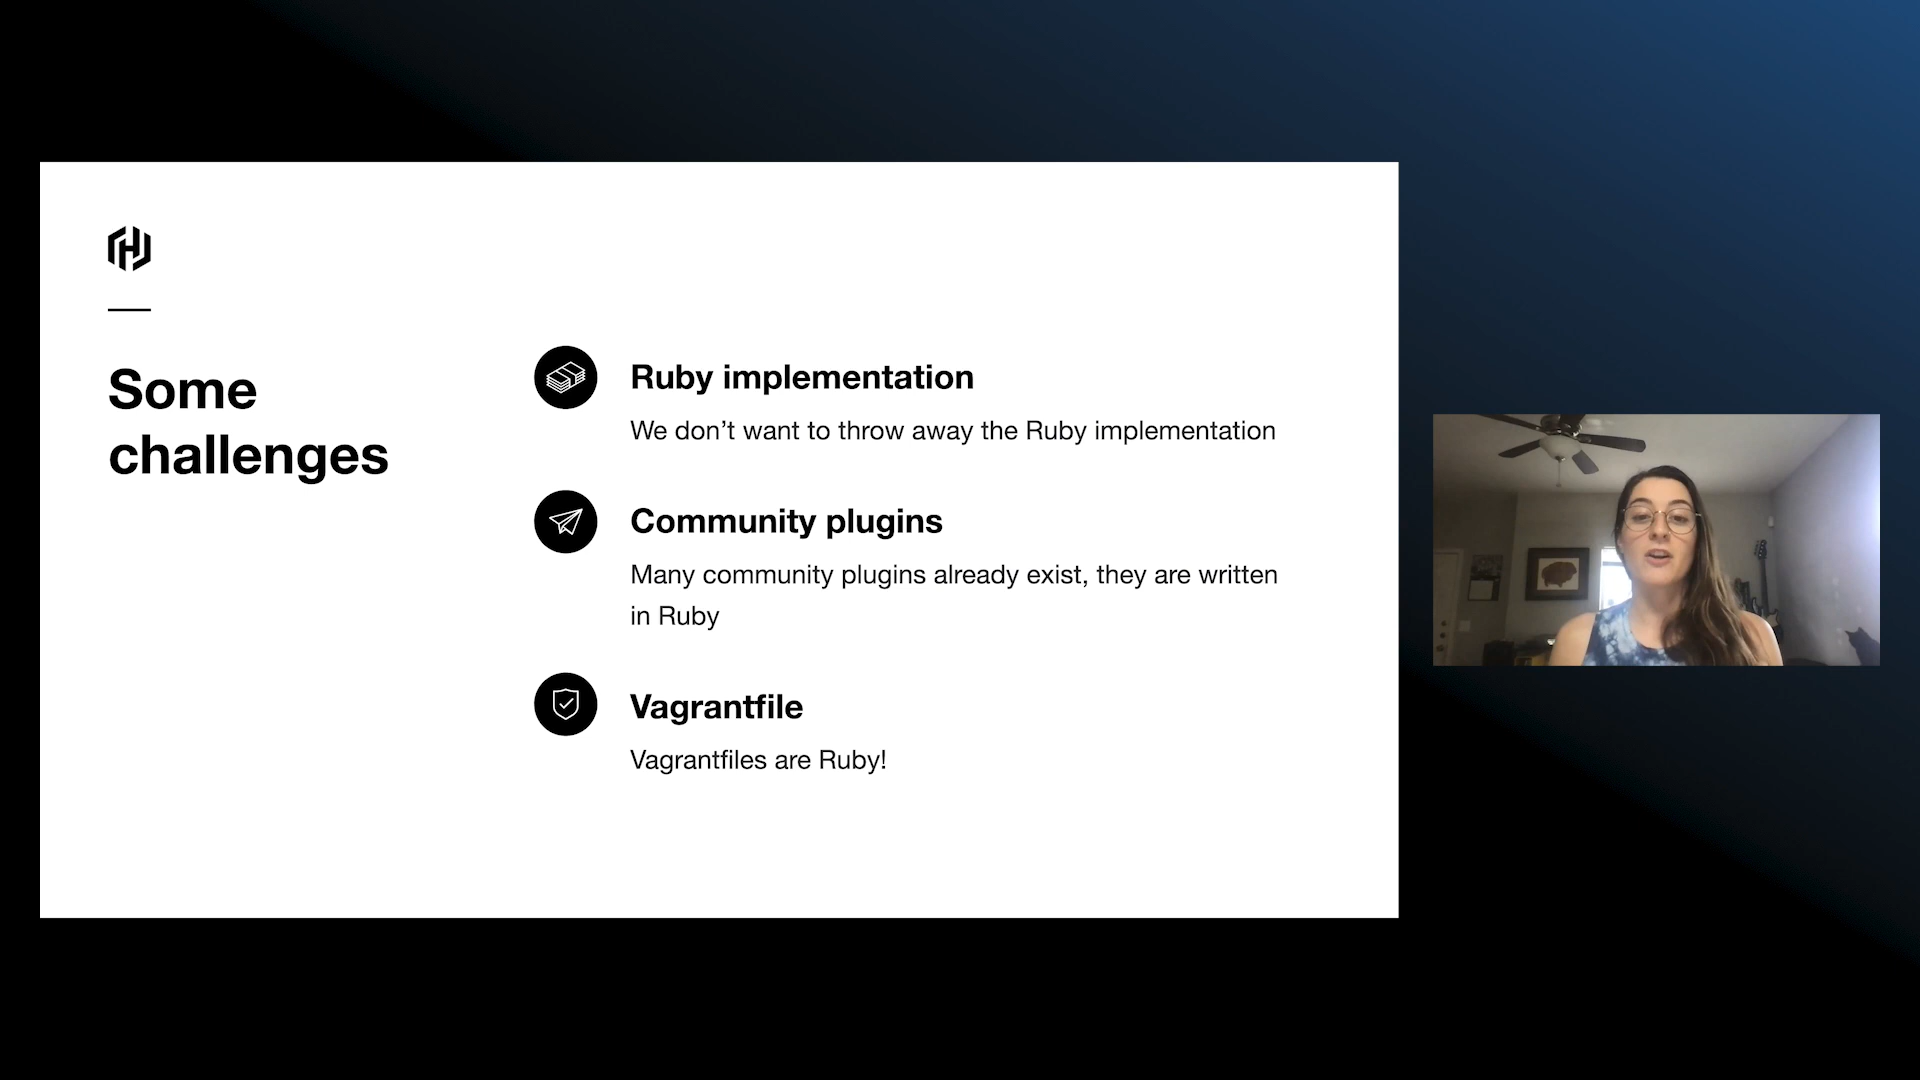 Some
challenges
Ruby implementation
We don’t want to throw away the Ruby implementation
Community plugins
Many community plugins already exist, they are written
in Ruby
Vagrantfile
Vagrantfiles are Ruby!